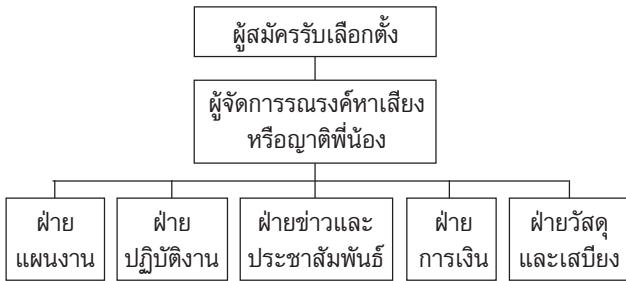 ผู้สมัครรับเลือกตั้ง
ผู้จัดการรณรงค์หาเสียง
หรือญาติพี่น้อง
ฝ่าย
แผนงาน
ฝ่าย
ปฏิบัติงาน
ฝ่ายข่าวและ
ประชาสัมพันธ์
ฝ่าย
การเงิน
ฝ่ายวัสดุ
และเสบียง